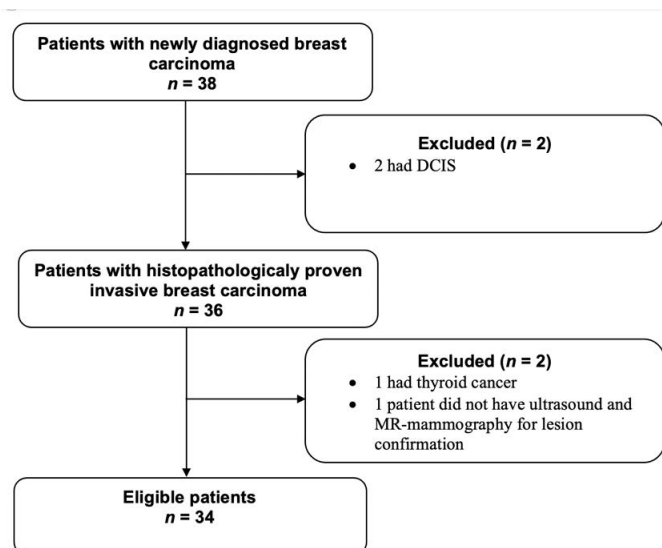 Patients with newly diagnosed breast
carcinoma
n = 38
Excluded (n = 2)
• 2 had DCIS
Patients with histopathologicaly proven
invasive breast carcinoma
n = 36
Excluded (n = 2)
• 1 had thyroid cancer
• 1 patient did not have ultrasound and
MR-mammography for lesion
confirmation
Eligible patients
n = 34